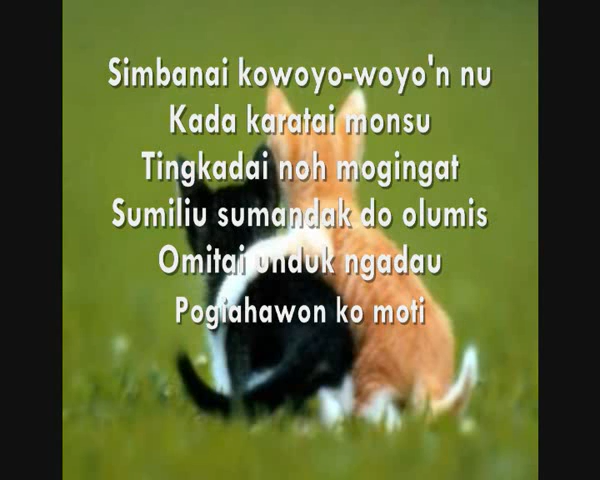 Simbanai kowoyo-woyo'n nu
Kada karatai monsu
Tingkadai noh mogingat
Sumiliu sumandak do olumis
Omitai unduk ngadau
Pogiahawon ko moti